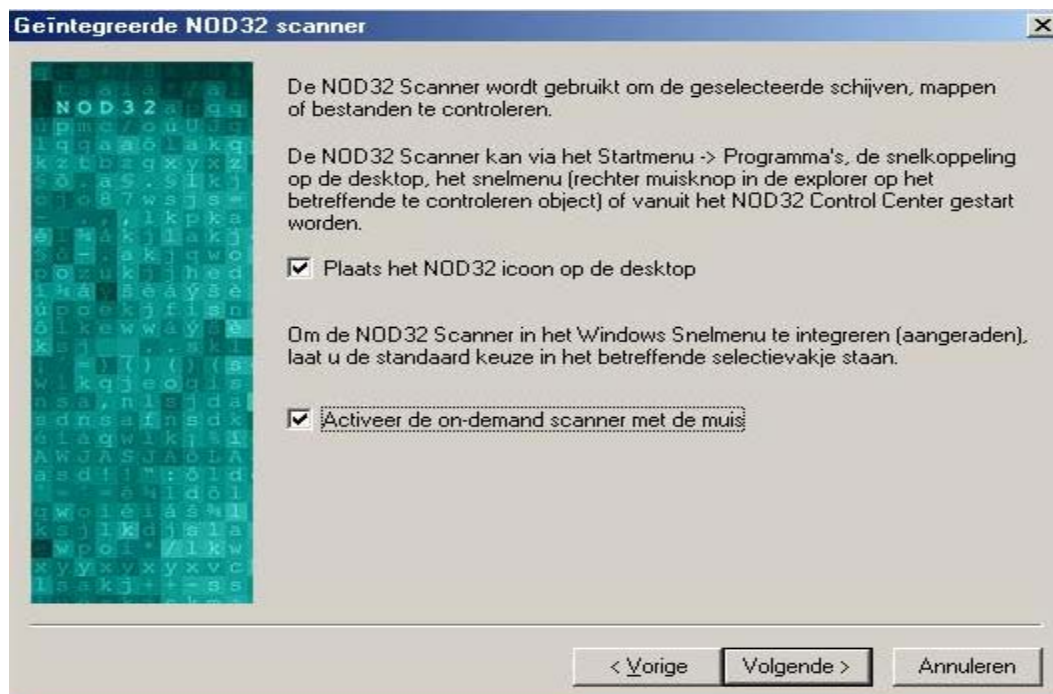 Geïntegreerde NOD32 scanner
NOD32
De NOD32 Scanner wordt gebruikt om de geselecteerde schijven, mappen
of bestanden te controleren.
De NOD32 Scanner kan via het Startmenu -> Programma's, de snelkoppeling
op de desktop, het snelmenu (rechter muisknop in de explorer op het
betreffende te controleren object) of vanuit het NOD32 Control Center gestart
worden.
Plaats het NOD32 icoon op de desktop
Om de NOD32 Scanner in het Windows Snelmenu te integreren (aangeraden),
laat u de standaard keuze in het betreffende selectievakje staan.
Activeer de on-demand scanner met de muis
< Vorige
Volgende >
Annuleren